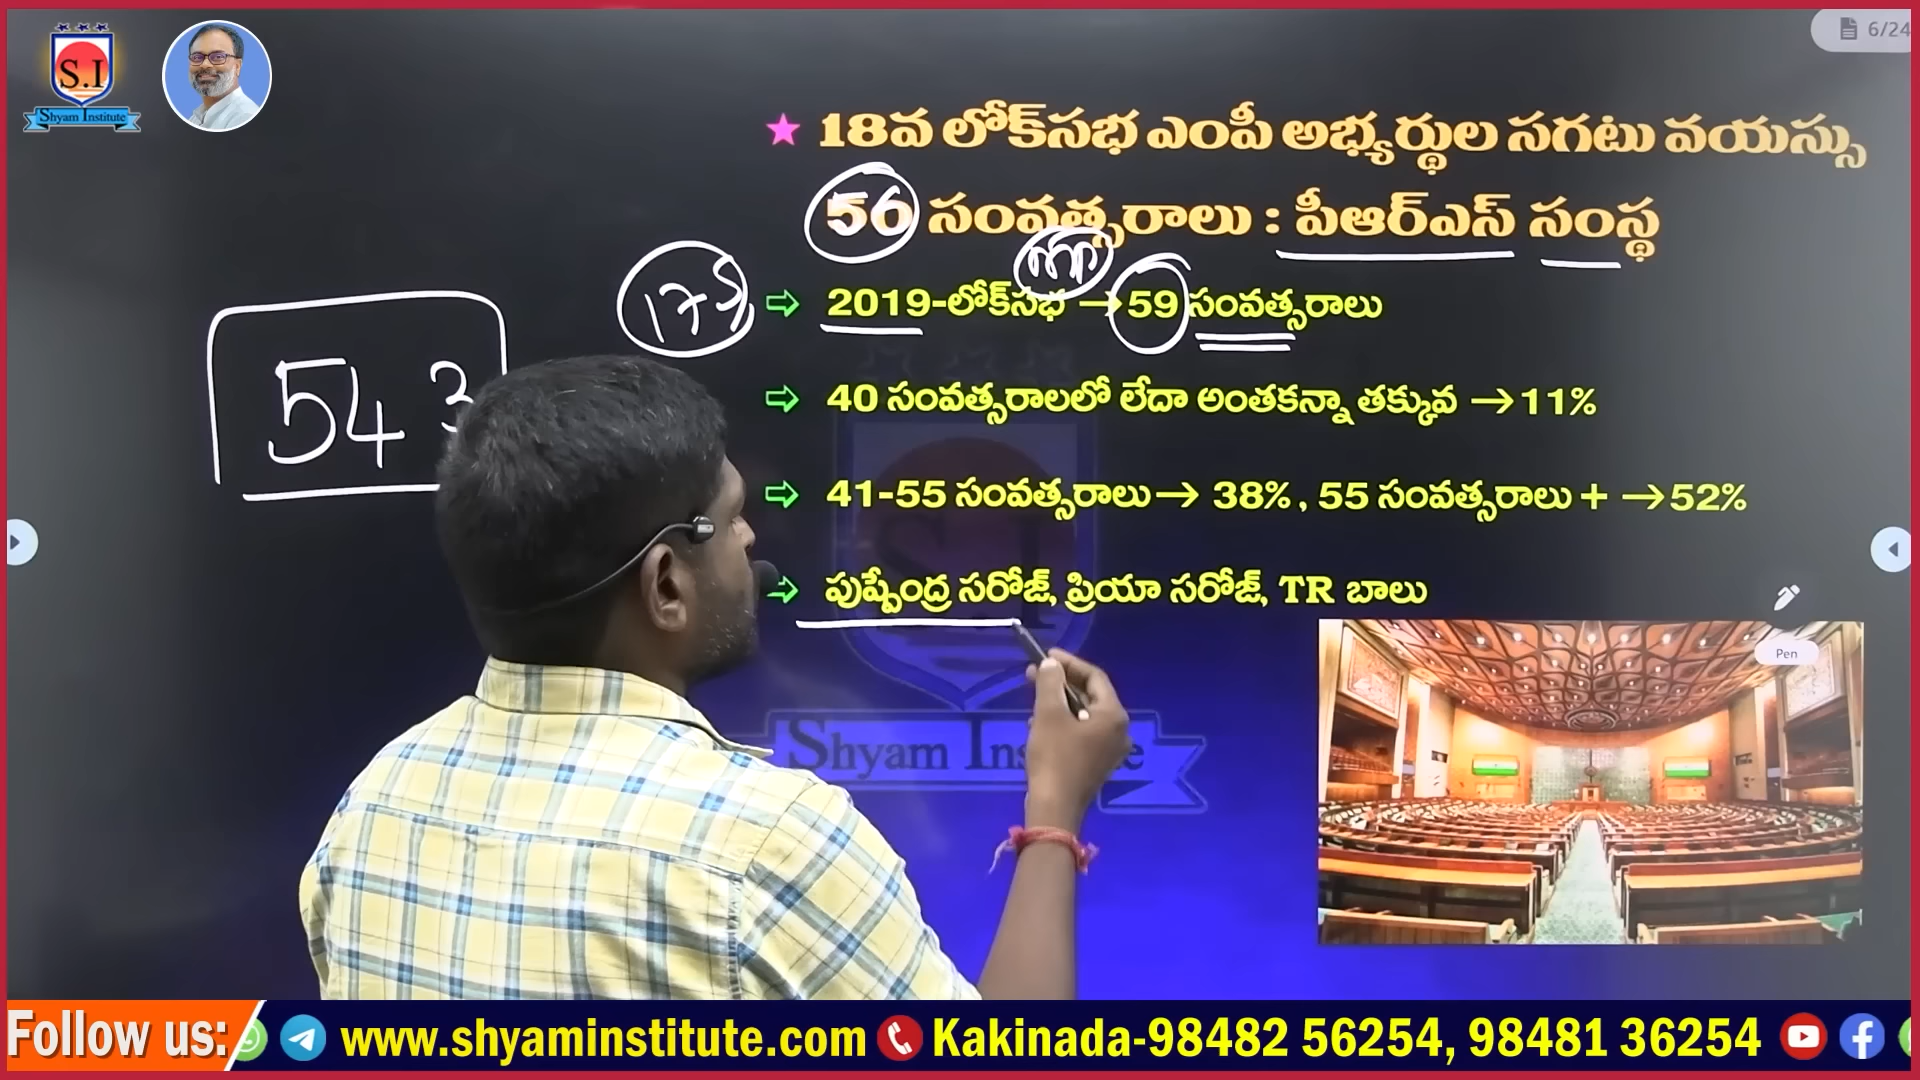 S.I
Shyam Institute
6/24
18వ లోక్‌సభ ఎంపీ అభ్యర్థుల సగటు వయస్సు
56 సంవత్సరాలు : పీఆర్ఎస్ సంస్థ
2019-లోక్‌సభ → 59 సంవత్సరాలు
543
40 సంవత్సరాలలో లేదా అంతకన్నా తక్కువ → 11%
41-55 సంవత్సరాలు → 38% , 55 సంవత్సరాలు + → 52%
పుష్పేంద్ర సరోజ్, ప్రియా సరోజ్, TR బాలు
Pen
Follow us: www.shyaminstitute.com Kakinada-98482 56254, 98481 36254